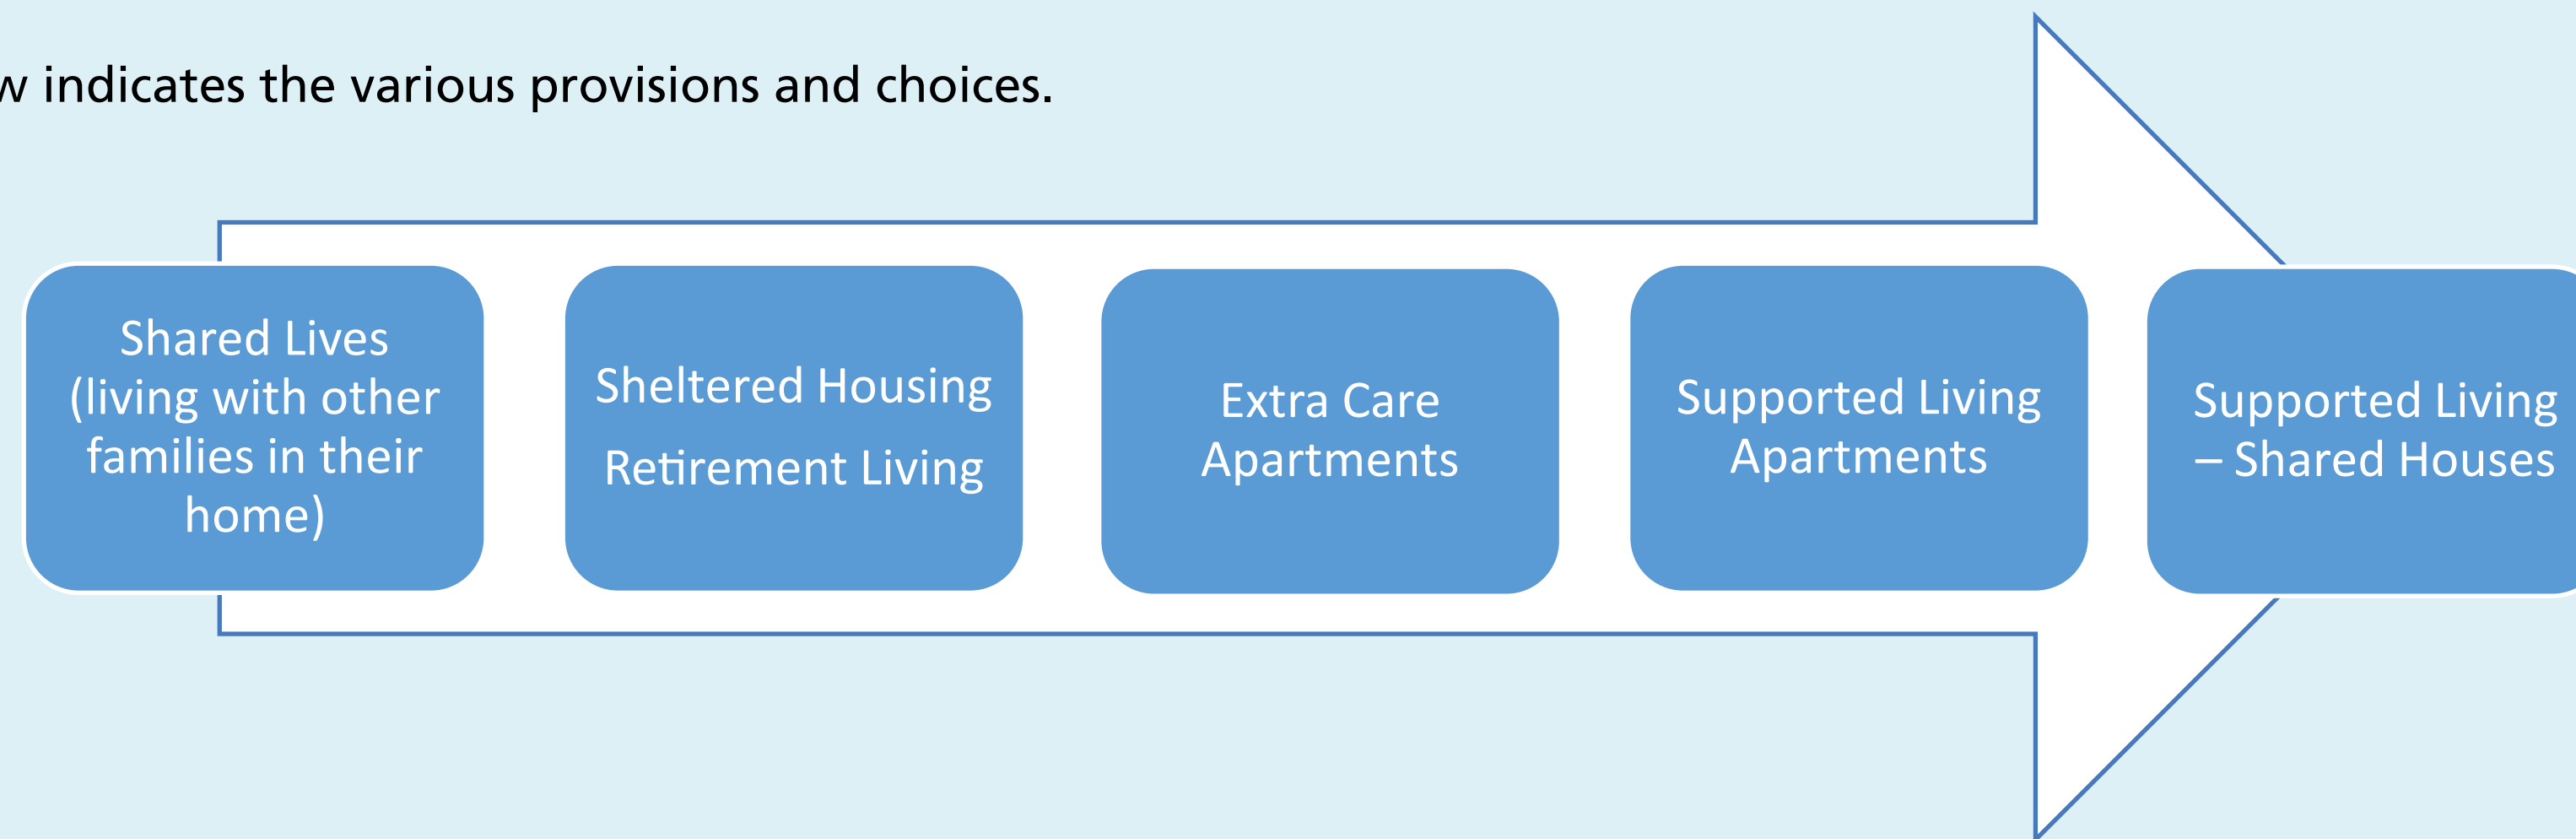 w indicates the various provisions and choices.
Shared Lives
(living with other
families in their
home)
Sheltered Housing
Retirement Living
Extra Care
Apartments
Supported Living
Apartments
Supported Living
– Shared Houses